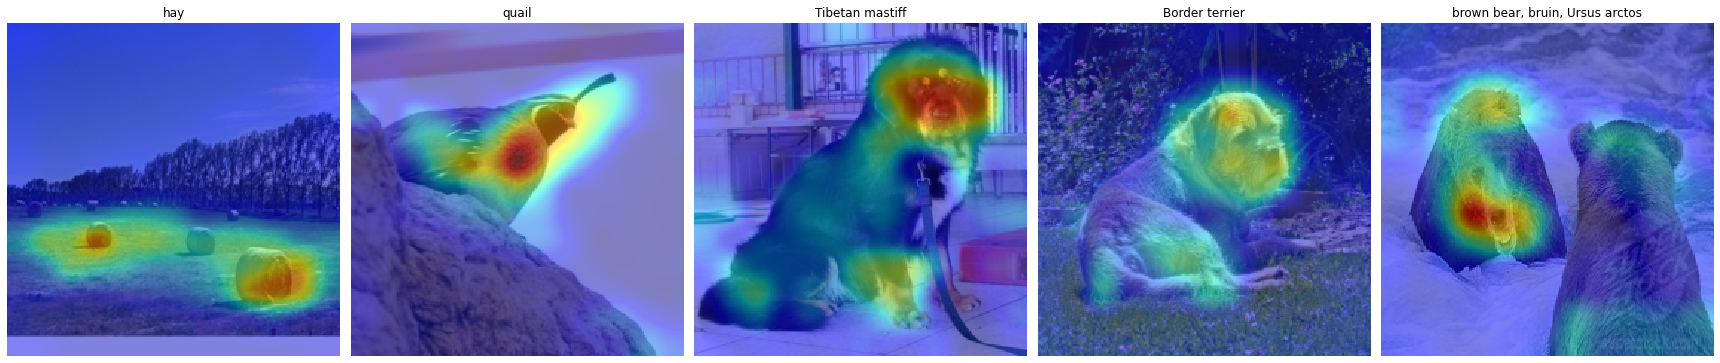 hay
quail
Tibetan mastiff
Border terrier
brown bear, bruin, Ursus arctos